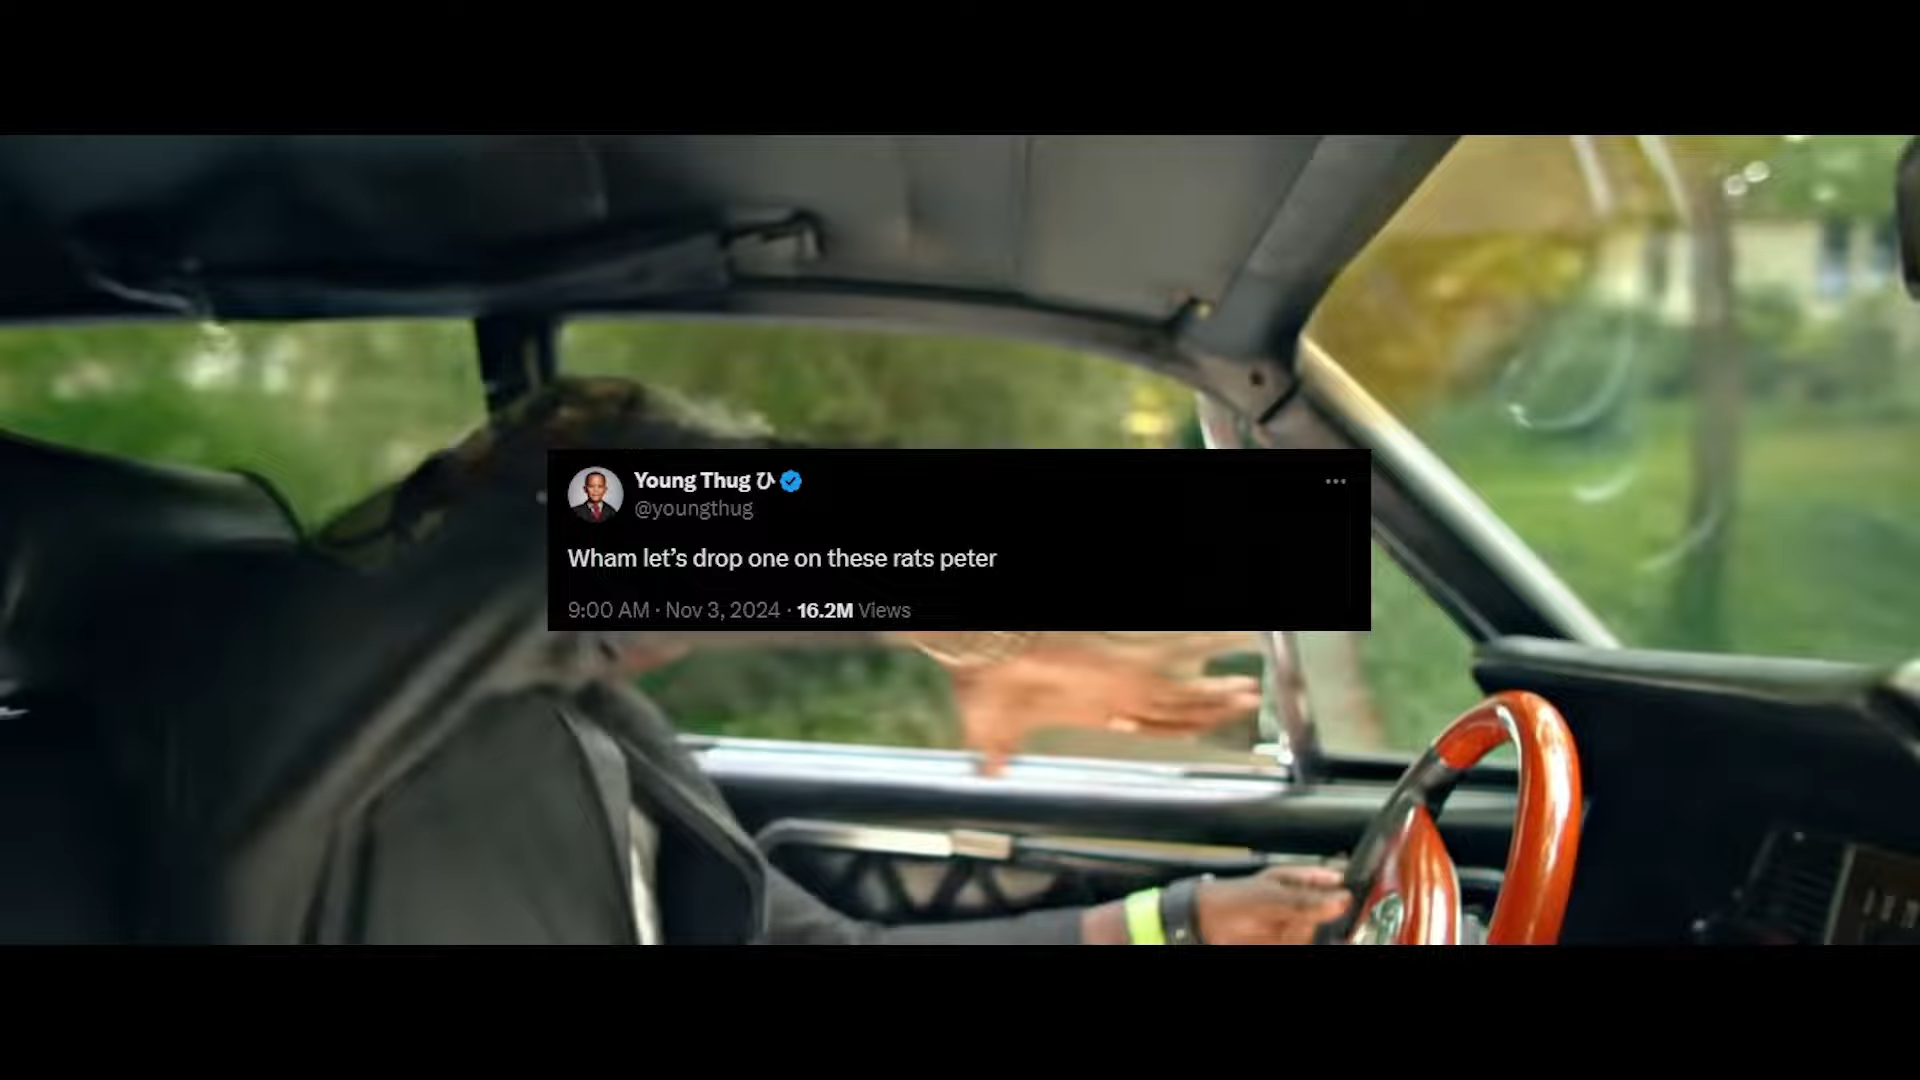 Young Thug ひ
@youngthug
Wham let’s drop one on these rats peter
9:00 AM · Nov 3, 2024 · 16.2M Views